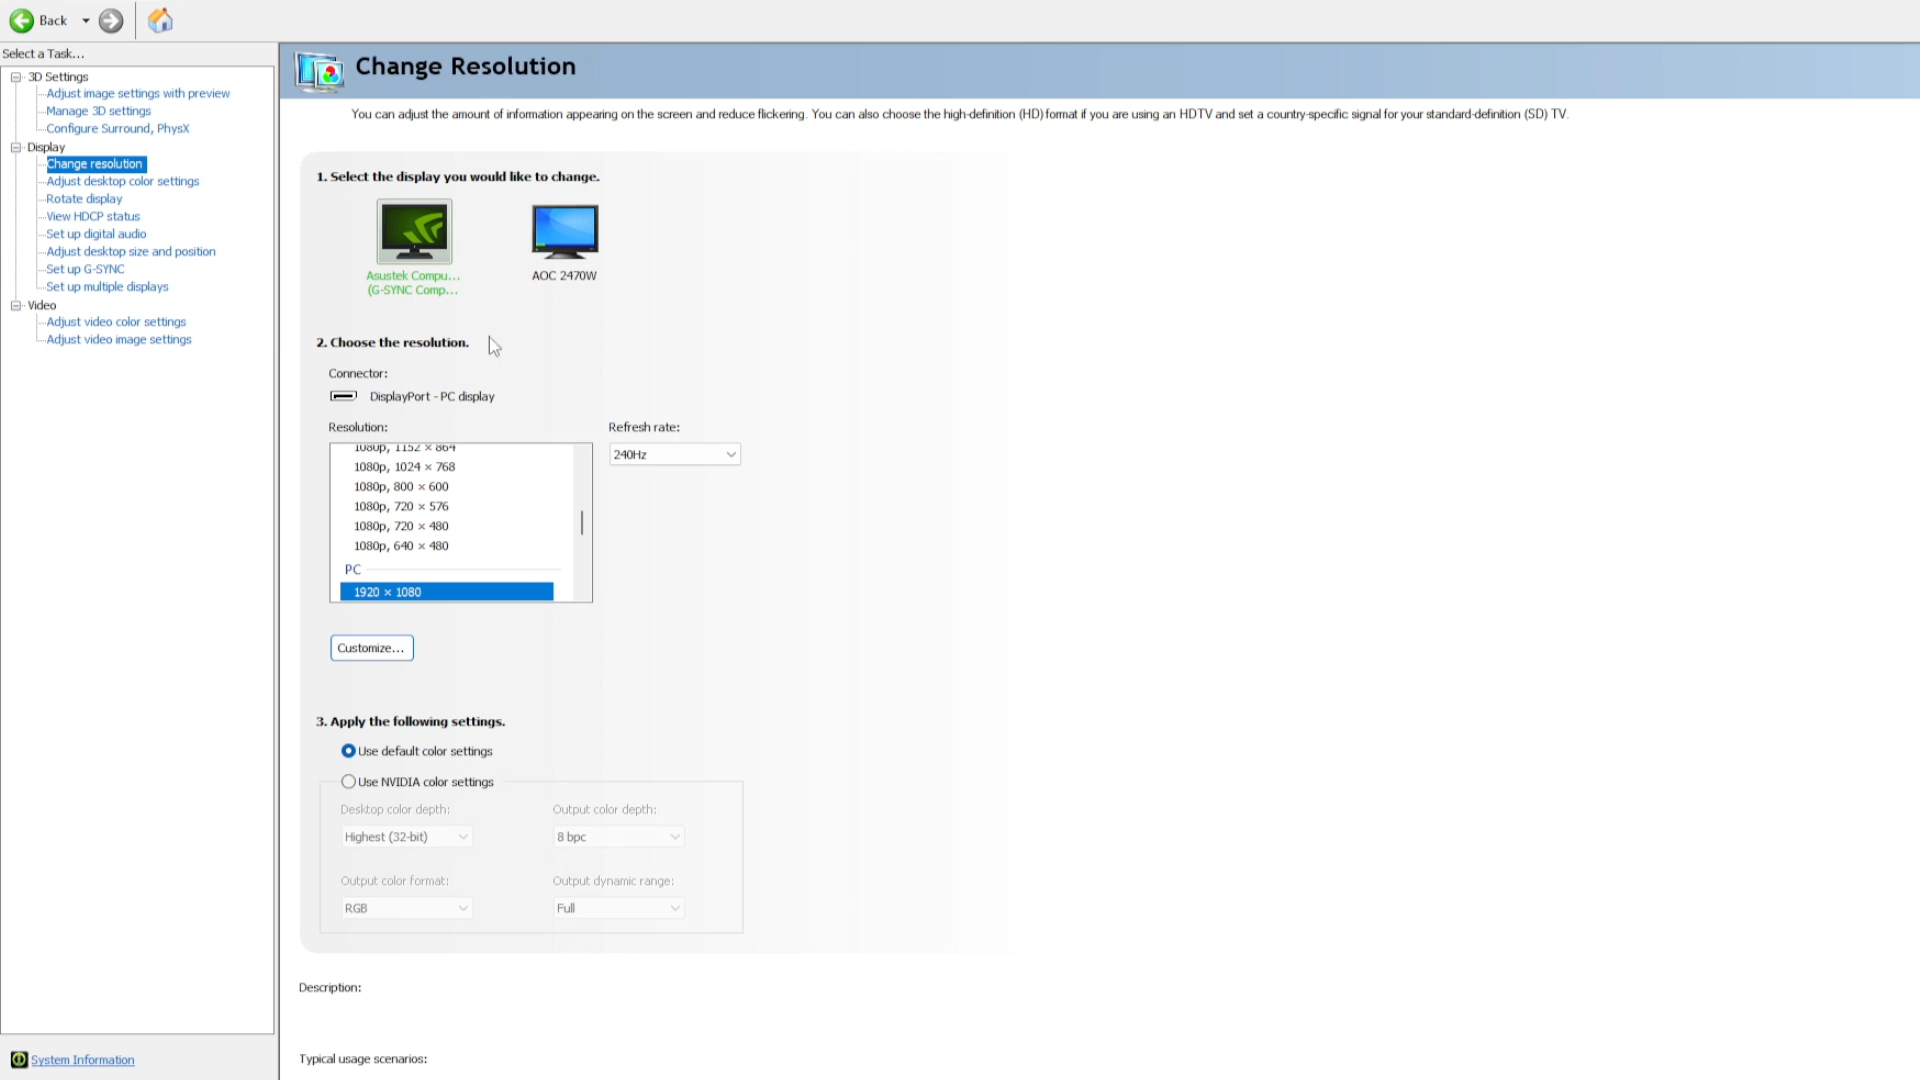 Back
Select a Task...
3D Settings
Adjust image settings with preview
Manage 3D settings
Configure Surround, PhysX
Display
Change resolution
Adjust desktop color settings
Rotate display
View HDCP status
Set up digital audio
Adjust desktop size and position
Set up G-SYNC
Set up multiple displays
Video
Adjust video color settings
Adjust video image settings
System Information
Change Resolution
You can adjust the amount of information appearing on the screen and reduce flickering. You can also choose the high-definition (HD) format if you are using an HDTV and set a country-specific signal for your standard-definition (SD) TV.
1. Select the display you would like to change.
Asustek Compu...
(G-SYNC Comp...
AOC 2470W
2. Choose the resolution.
Connector:
DisplayPort - PC display
Resolution:
Refresh rate:
1080p, 1152 × 864
240Hz
1080p, 1024 × 768
1080p, 800 × 600
1080p, 720 × 576
1080p, 720 × 480
1080p, 640 × 480
PC
1920 × 1080
Customize...
3. Apply the following settings.
Use default color settings
Use NVIDIA color settings
Desktop color depth:
Output color depth:
Highest (32-bit)
8 bpc
Output color format:
Output dynamic range:
RGB
Full
Description:
Typical usage scenarios: